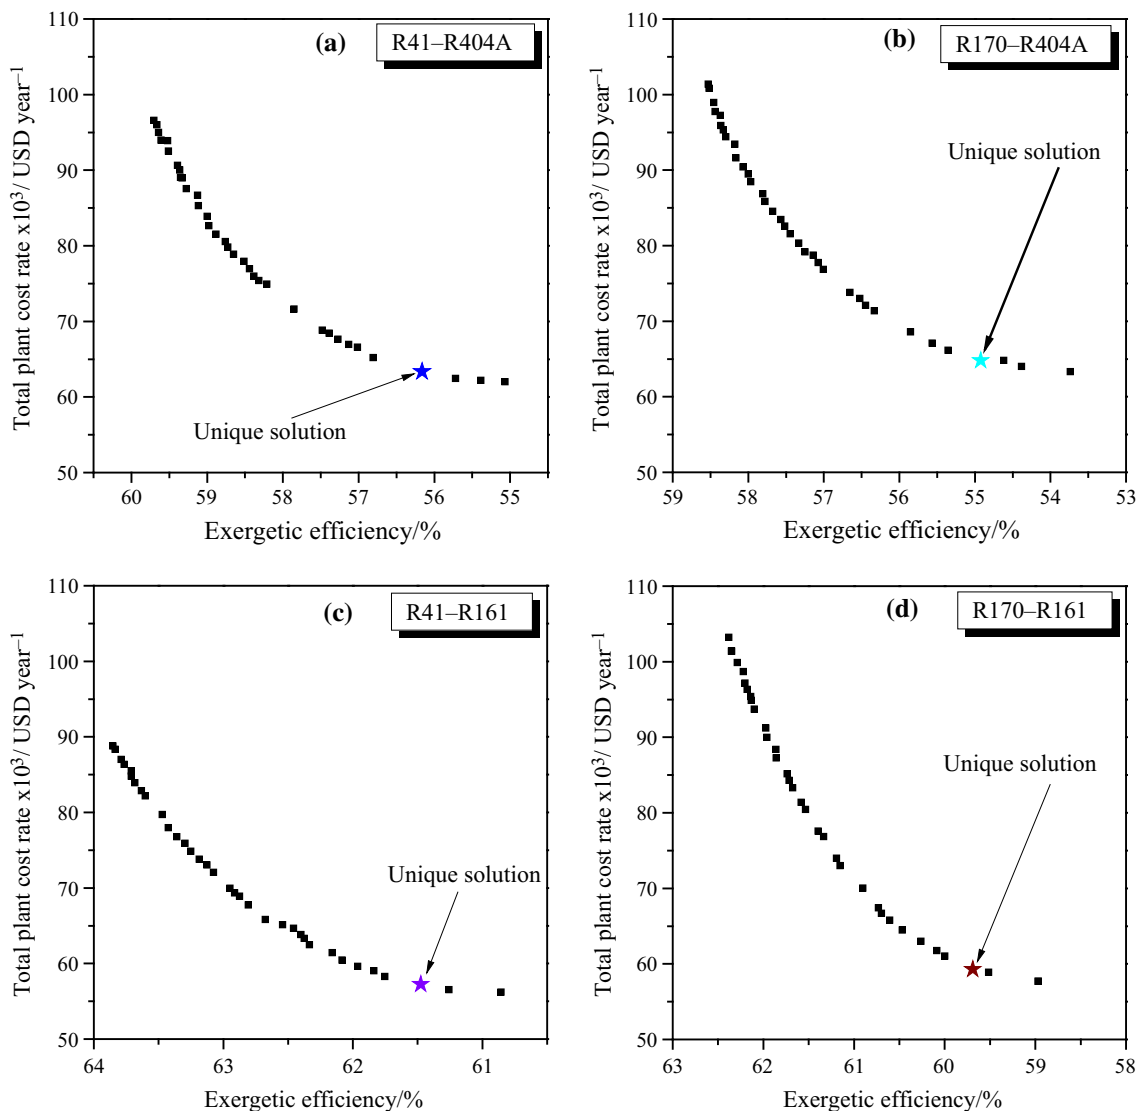 (a)
R41–R404A
Total plant cost rate x10³/ USD year⁻¹
110
100
90
80
70
60
50
Unique solution
60
59
58
57
56
55
Exergetic efficiency/%
(b)
R170–R404A
Total plant cost rate x10³/ USD year⁻¹
110
100
90
80
70
60
50
Unique solution
59
58
57
56
55
54
53
Exergetic efficiency/%
(c)
R41–R161
Total plant cost rate x10³/ USD year⁻¹
110
100
90
80
70
60
50
Unique solution
64
63
62
61
Exergetic efficiency/%
(d)
R170–R161
Total plant cost rate x10³/ USD year⁻¹
110
100
90
80
70
60
50
Unique solution
63
62
61
60
59
58
Exergetic efficiency/%